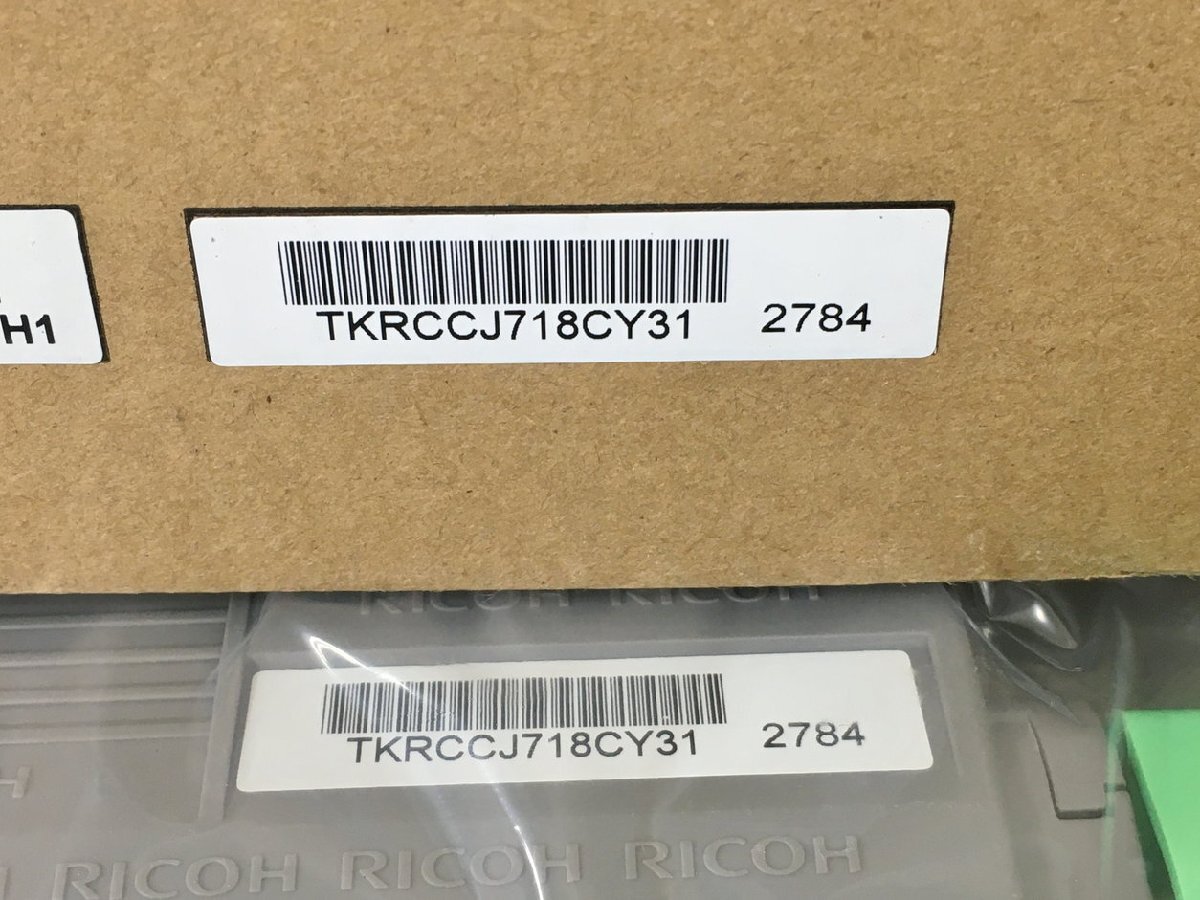 H1
TKRCCJ718CY31 2784
RICOH RICOH
TKRCCJ718CY31 2784
H
RICOH RICOH RICOH